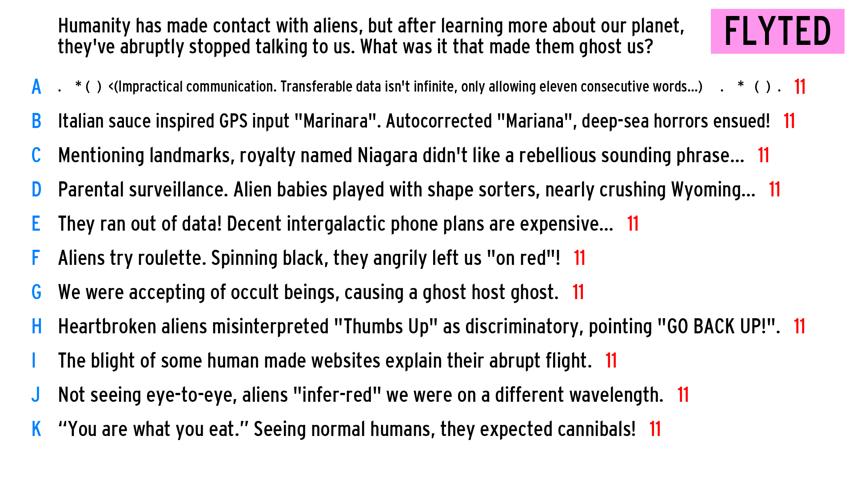 Humanity has made contact with aliens, but after learning more about our planet,
they've abruptly stopped talking to us. What was it that made them ghost us?
FLYTED
A . *( ) <(Impractical communication. Transferable data isn't infinite, only allowing eleven consecutive words...) . * ( ) . 11
B Italian sauce inspired GPS input "Marinara". Autocorrected "Mariana", deep-sea horrors ensued! 11
C Mentioning landmarks, royalty named Niagara didn't like a rebellious sounding phrase... 11
D Parental surveillance. Alien babies played with shape sorters, nearly crushing Wyoming... 11
E They ran out of data! Decent intergalactic phone plans are expensive... 11
F Aliens try roulette. Spinning black, they angrily left us "on red"! 11
G We were accepting of occult beings, causing a ghost host ghost. 11
H Heartbroken aliens misinterpreted "Thumbs Up" as discriminatory, pointing "GO BACK UP!". 11
I The blight of some human made websites explain their abrupt flight. 11
J Not seeing eye-to-eye, aliens "infer-red" we were on a different wavelength. 11
K “You are what you eat.” Seeing normal humans, they expected cannibals! 11